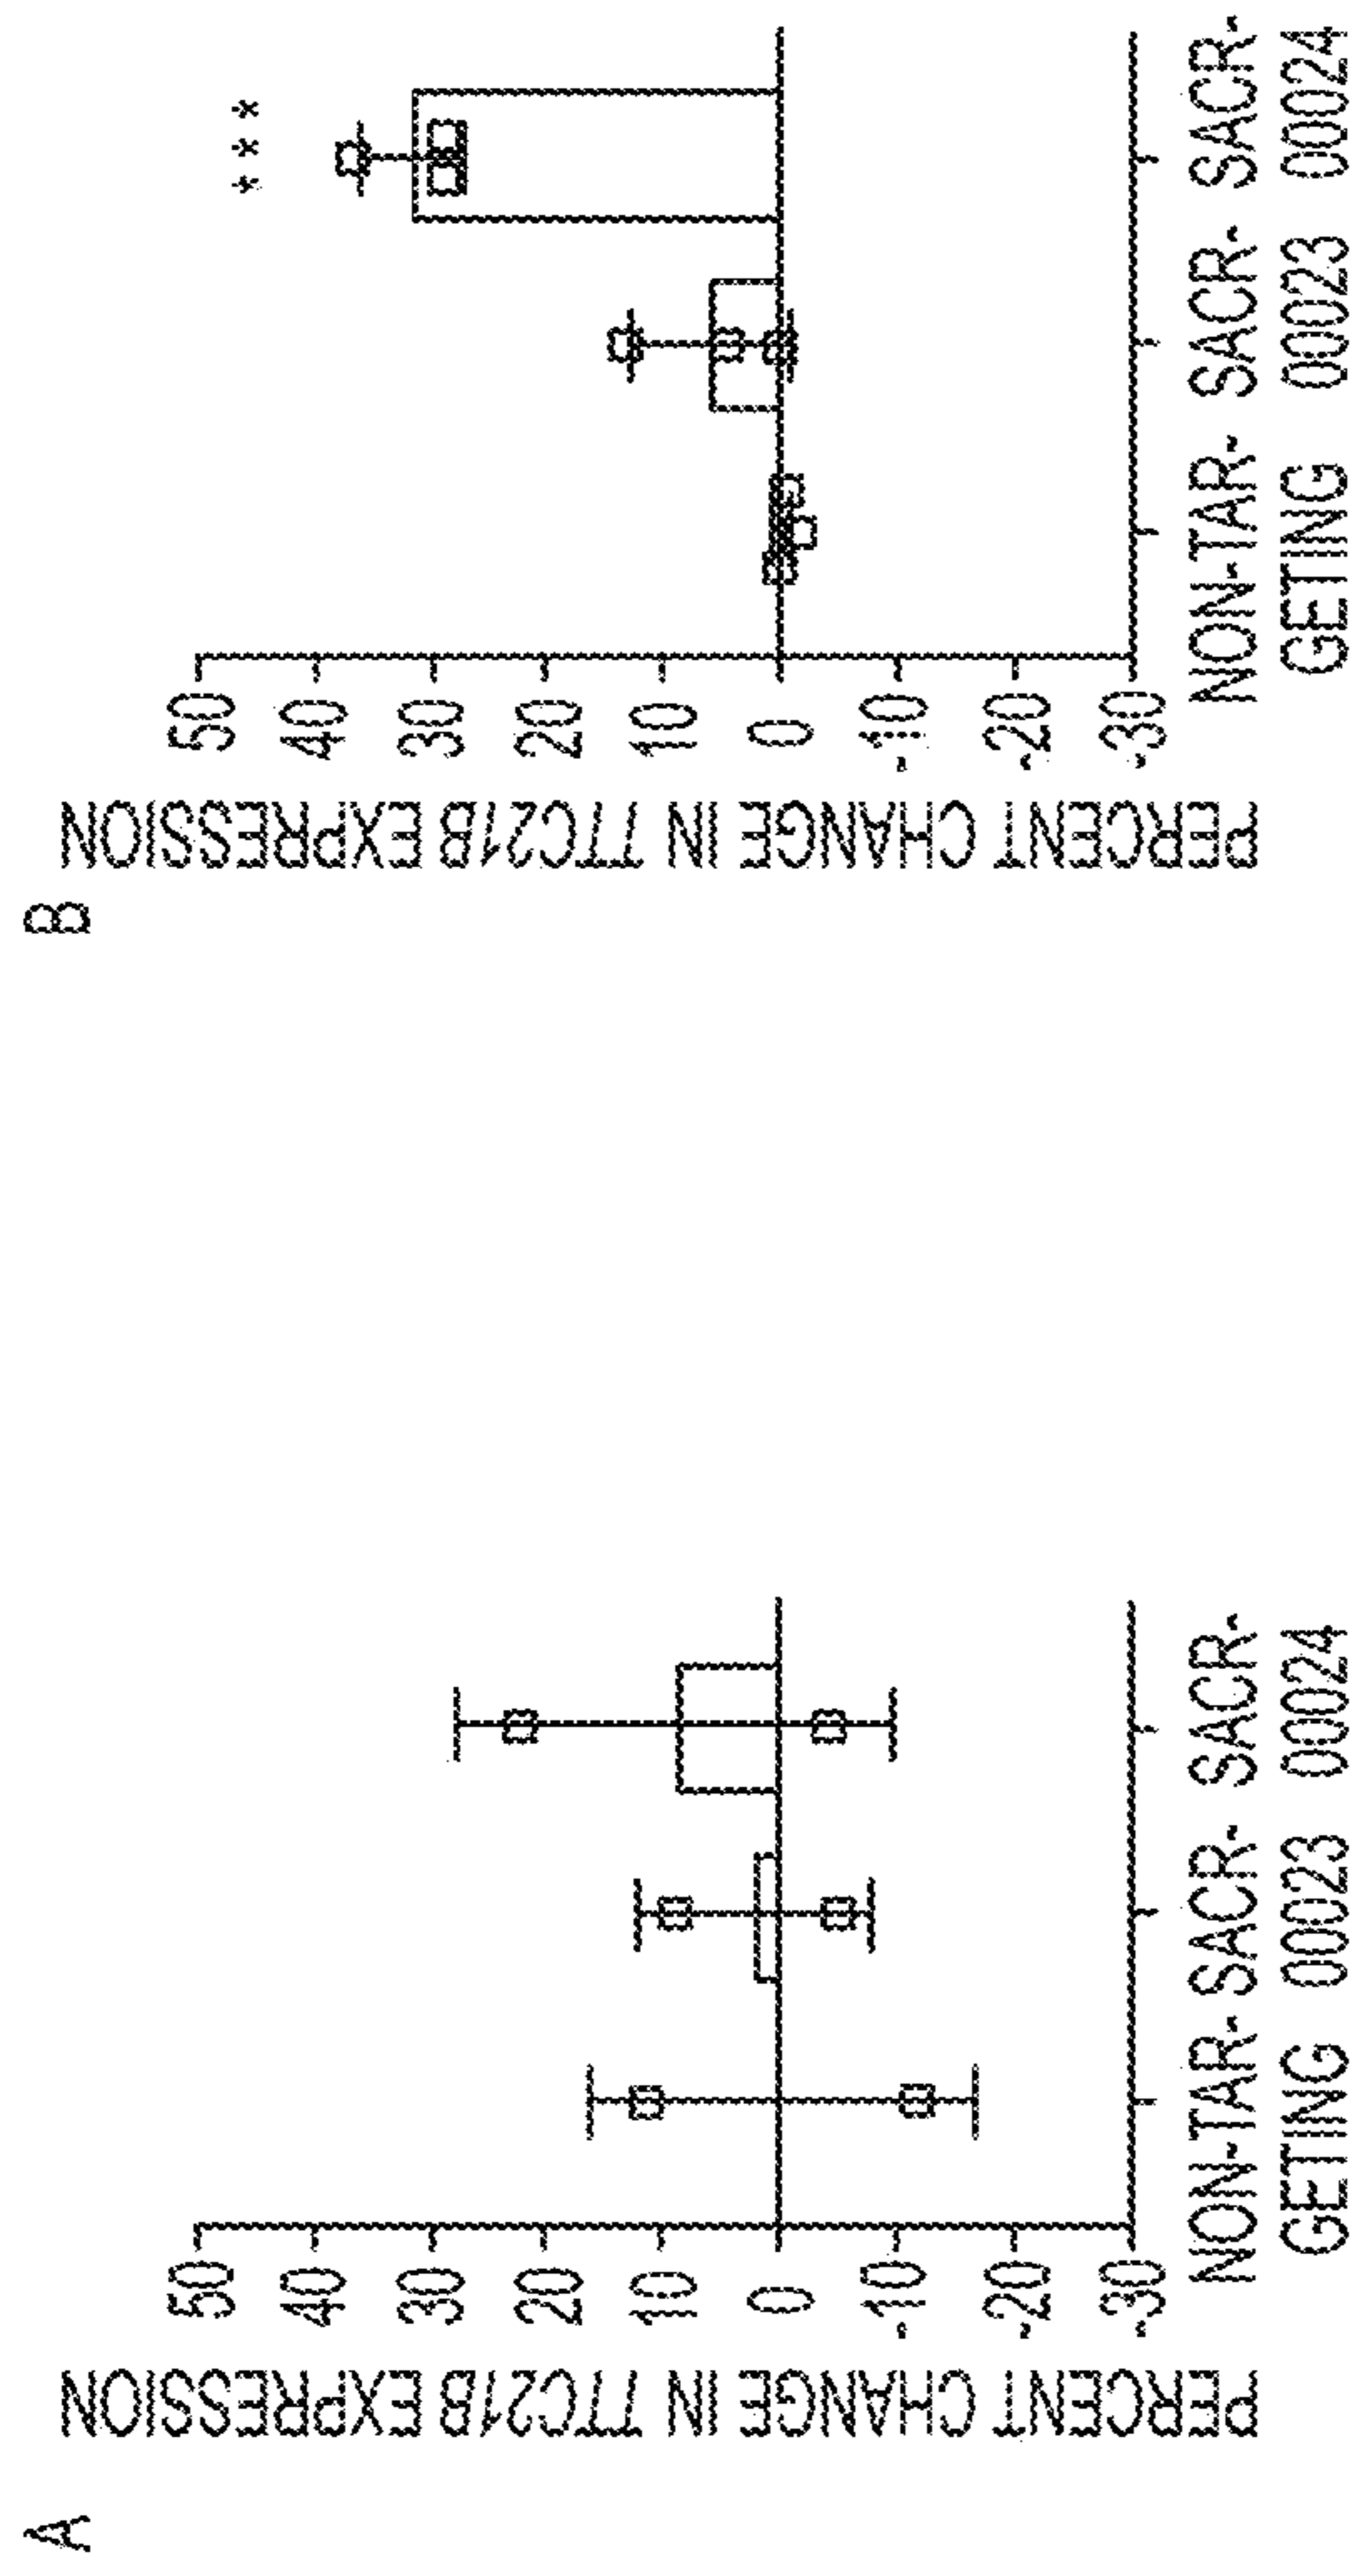 A
PERCENT CHANGE IN TTC21B EXPRESSION
50
40
30
20
10
0
-10
-20
-30
NON-TAR- SACR- SACR-
GETING 00023 00024
B
PERCENT CHANGE IN TTC21B EXPRESSION
50
40
30
20
10
0
-10
-20
-30
* * *
NON-TAR- SACR- SACR-
GETING 00023 00024